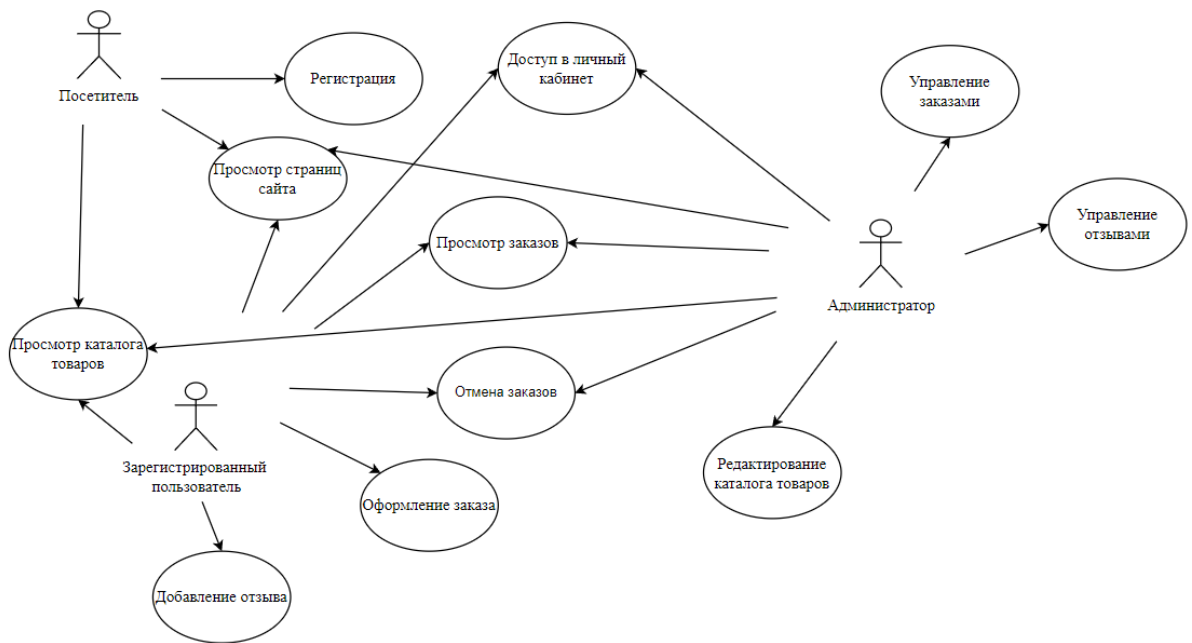 Доступ в личный
кабинет
Регистрация
Посетитель
Управление
заказами
Просмотр страниц
сайта
Управление
отзывами
Просмотр заказов
Администратор
Просмотр каталога
товаров
Отмена заказов
Редактирование
каталога товаров
Зарегистрированный
пользователь
Оформление заказа
Добавление отзыва